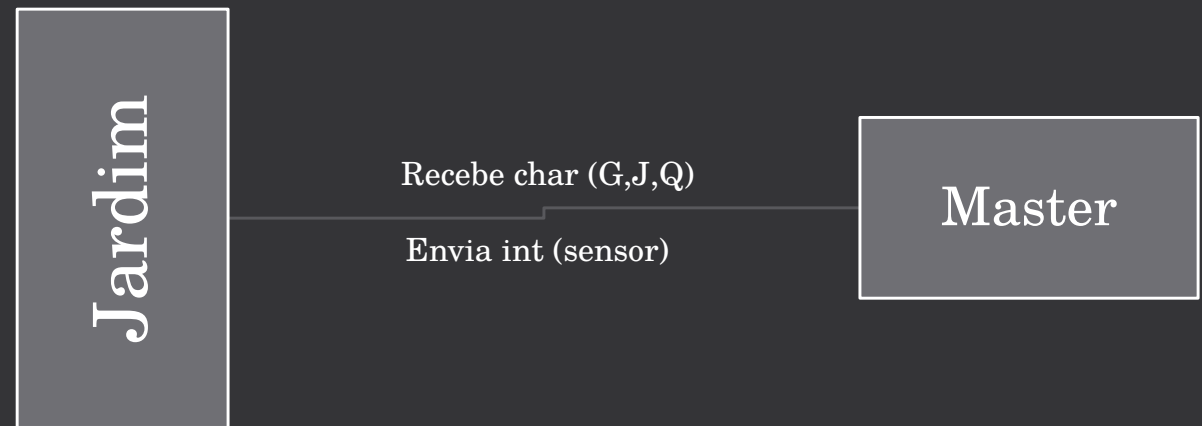 Jardim
Recebe char (G,J,Q)
Envia int (sensor)
Master